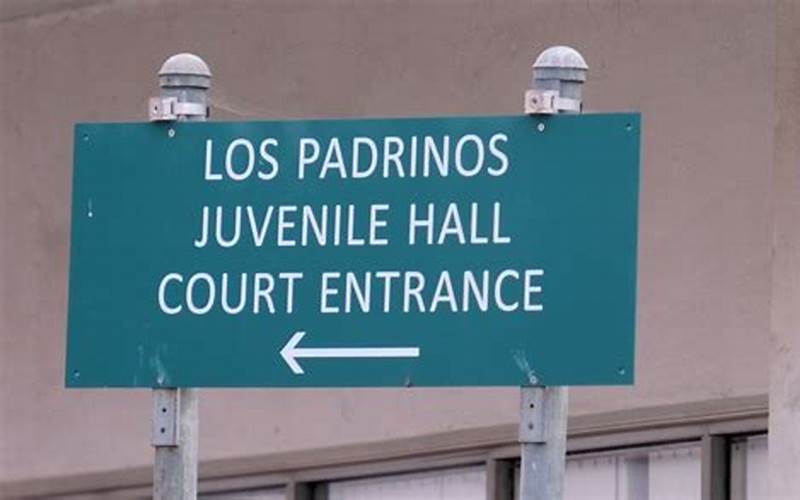 LOS PADRINOS
JUVENILE HALL
COURT ENTRANCE